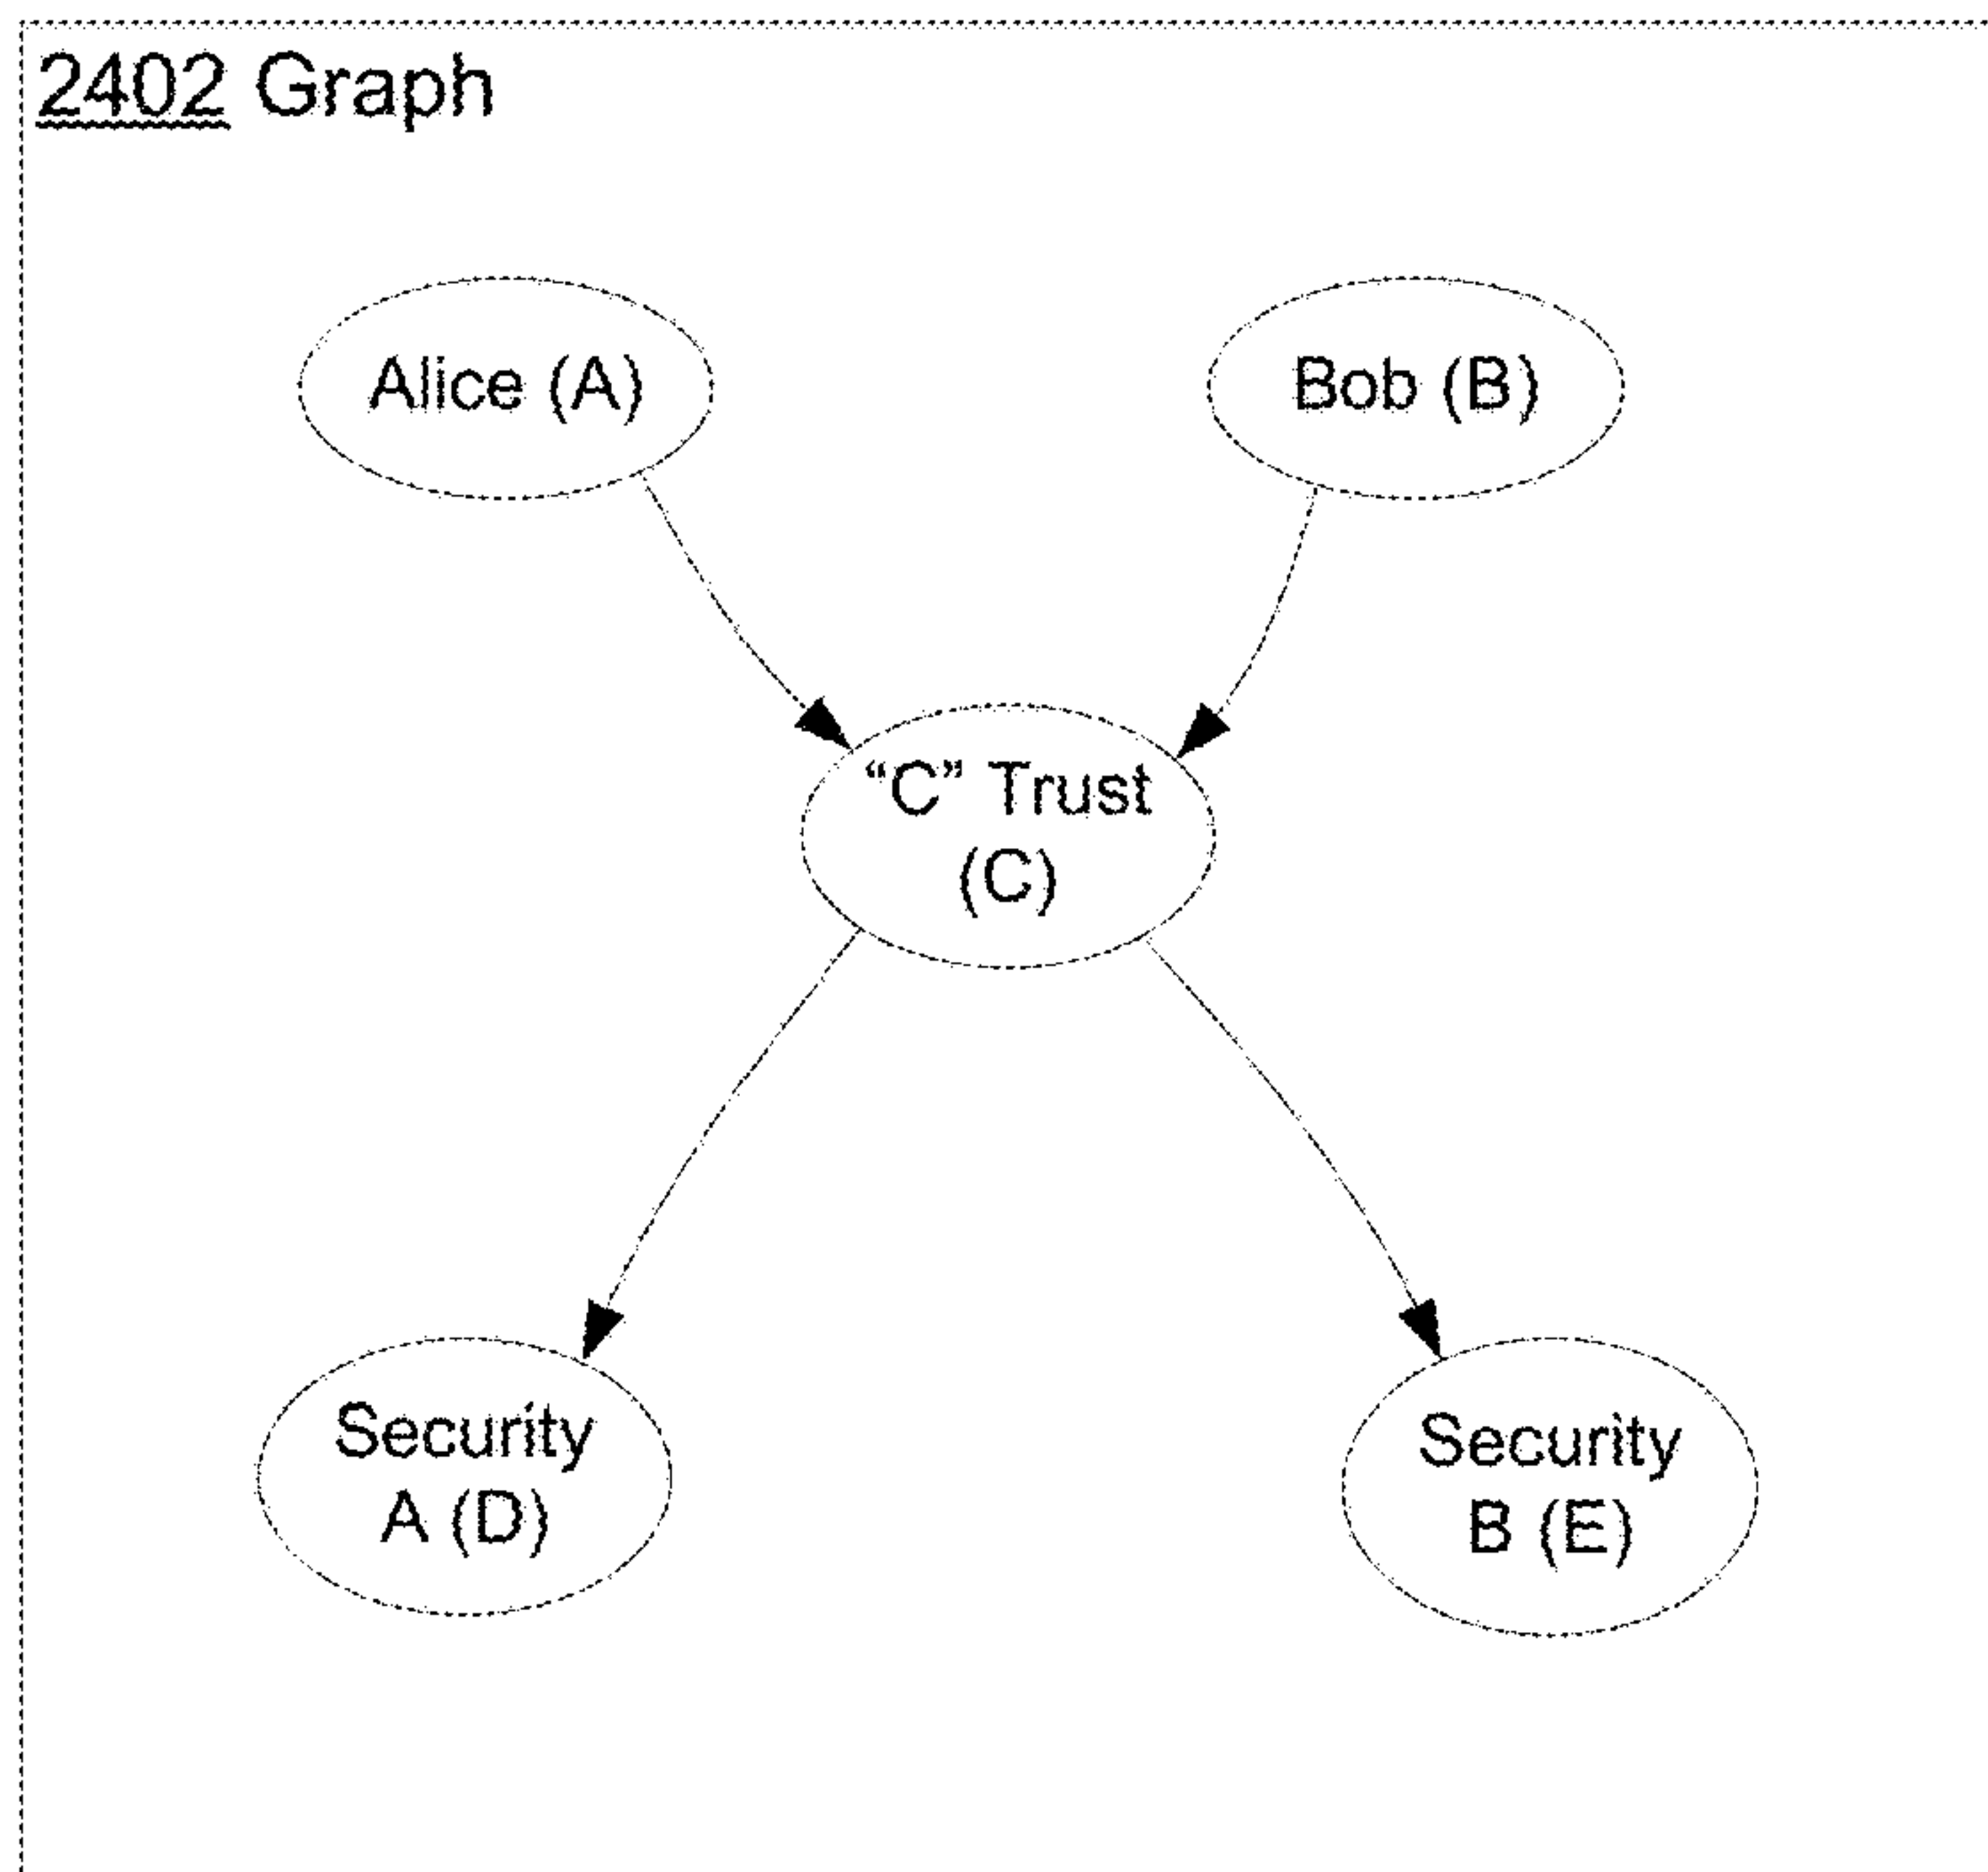 2402 Graph
Alice (A)
Bob (B)
“C” Trust
(C)
Security
A (D)
Security
B (E)